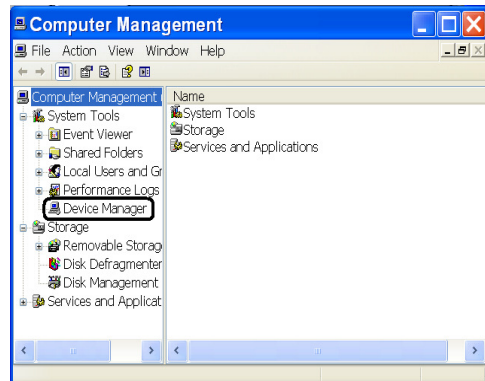 Computer Management
File Action View Window Help
Computer Management (
Name
System Tools
Event Viewer
Shared Folders
Local Users and Gr
Performance Logs
Device Manager
Storage
Removable Storag
Disk Defragmenter
Disk Management
Services and Applicat
System Tools
Storage
Services and Applications